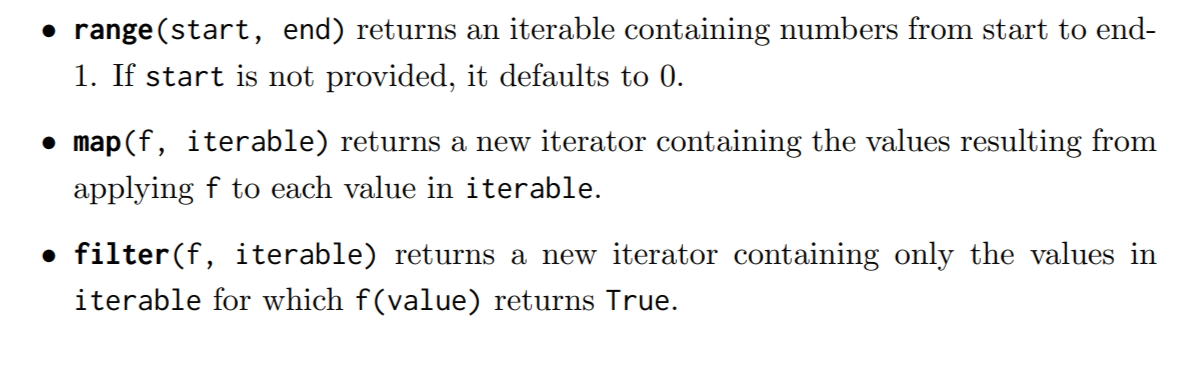 • range(start, end) returns an iterable containing numbers from start to end-
1. If start is not provided, it defaults to 0.
• map(f, iterable) returns a new iterator containing the values resulting from
applying f to each value in iterable.
• filter(f, iterable) returns a new iterator containing only the values in
iterable for which f(value) returns True.